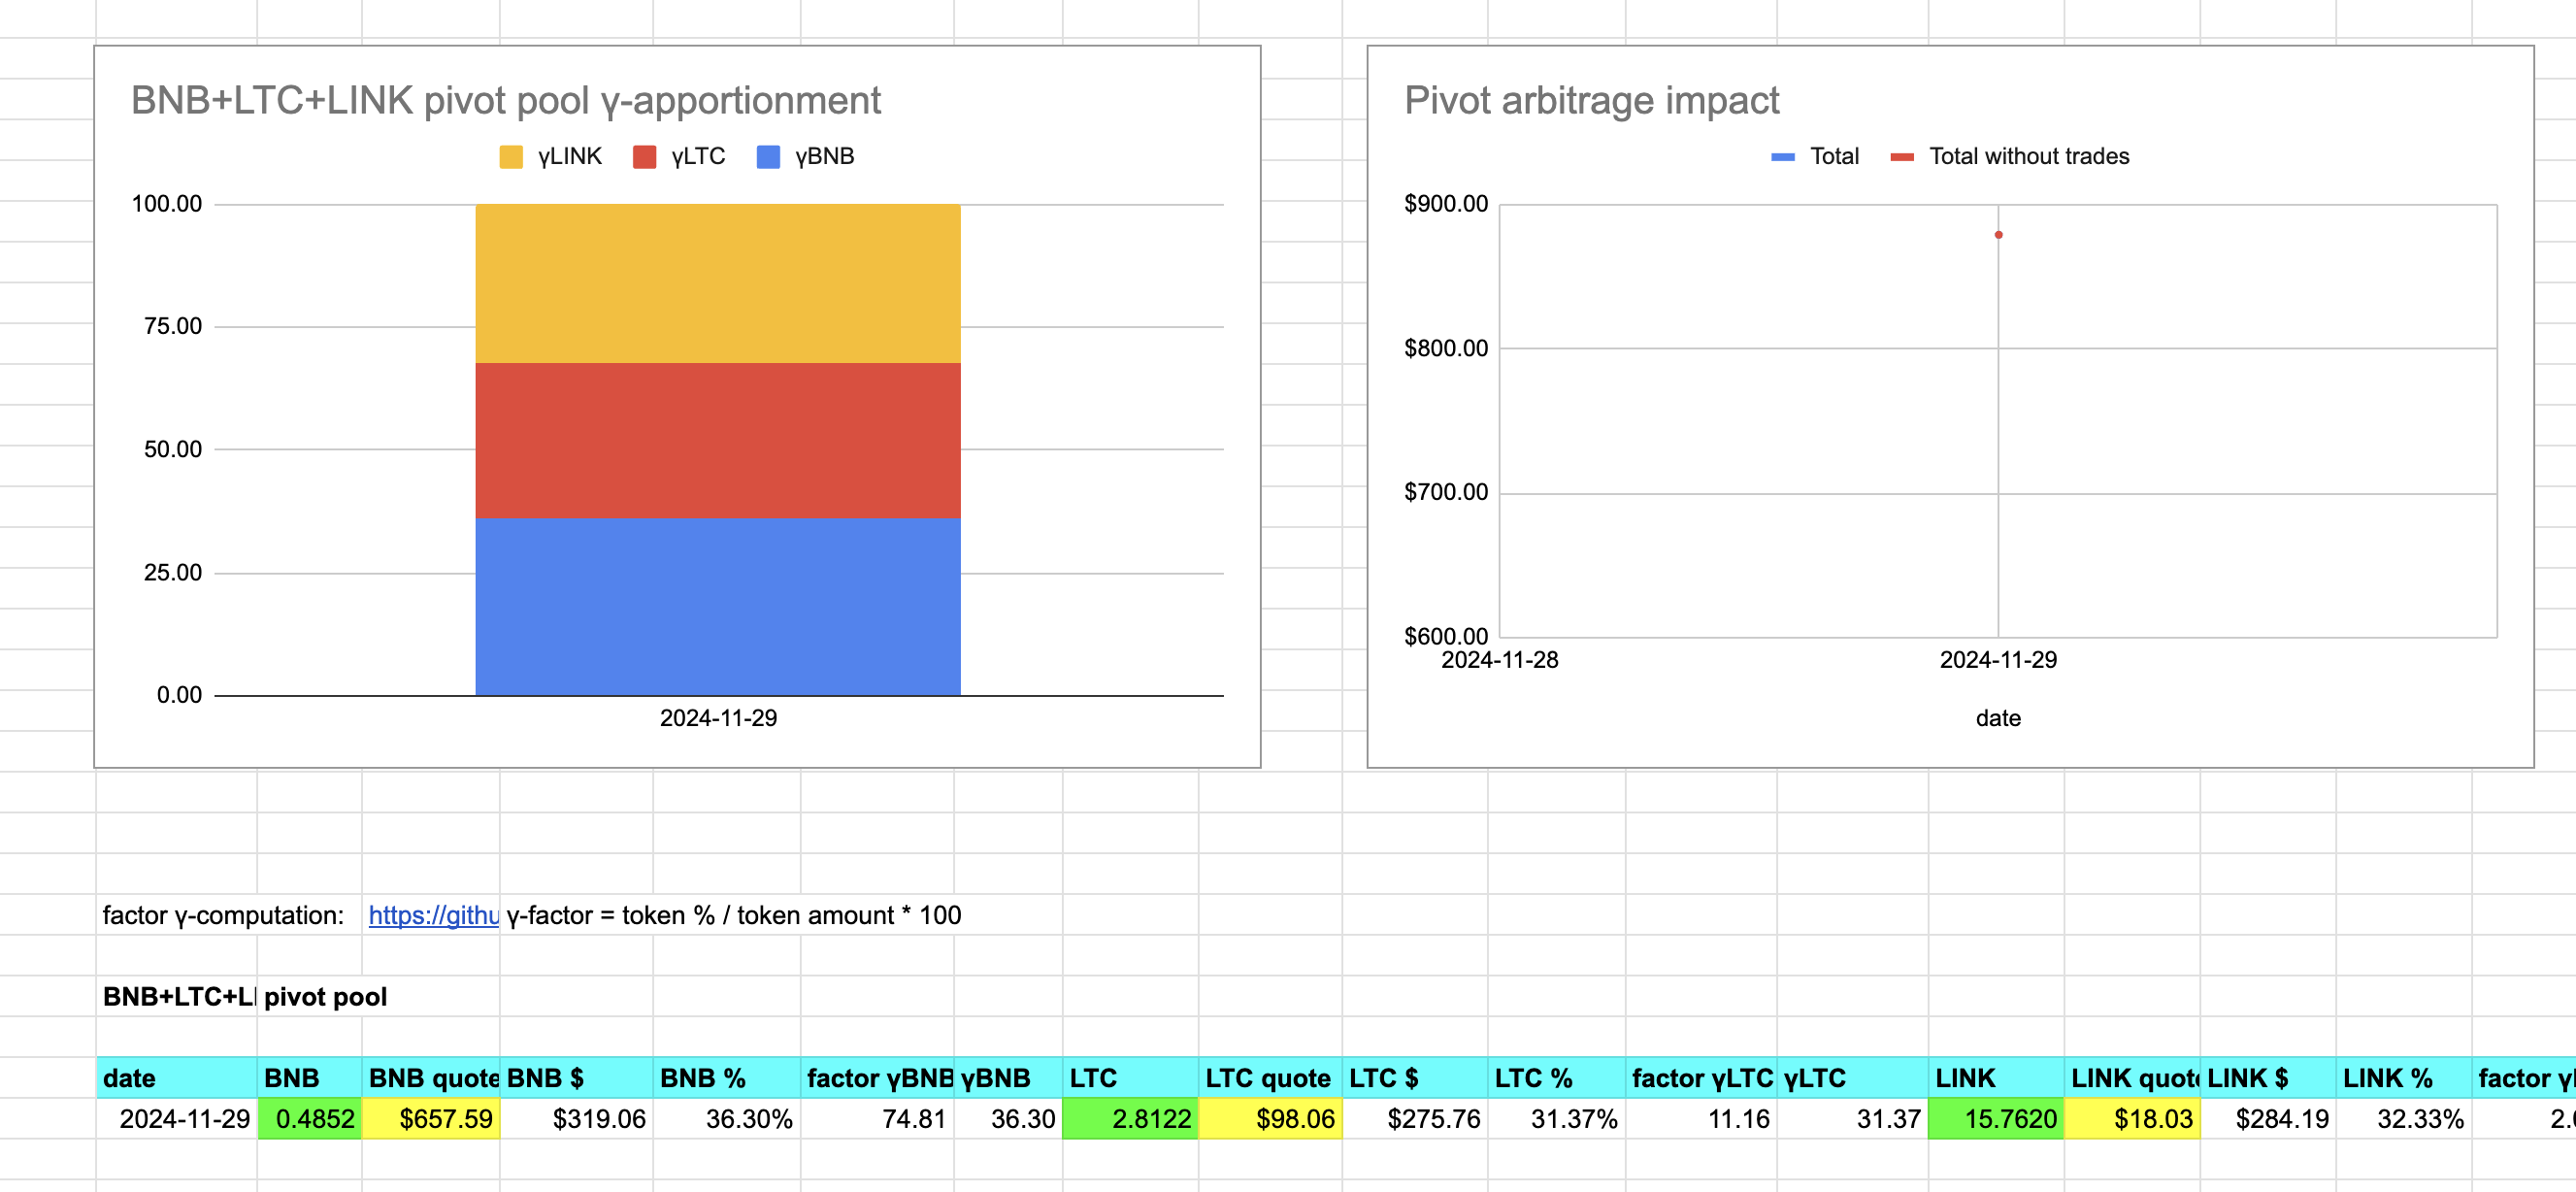 BNB+LTC+LINK pivot pool γ-apportionment
γLINK γLTC γBNB
100.00
75.00
50.00
25.00
0.00
2024-11-29
Pivot arbitrage impact
Total Total without trades
$900.00
$800.00
$700.00
$600.00
2024-11-28 2024-11-29
date
factor γ-computation: https://githu γ-factor = token % / token amount * 100
BNB+LTC+LI pivot pool
date BNB BNB quote BNB $ BNB % factor γBNB γBNB LTC LTC quote LTC $ LTC % factor γLTC γLTC LINK LINK quote LINK $ LINK % factor γ
2024-11-29 0.4852 $657.59 $319.06 36.30% 74.81 36.30 2.8122 $98.06 $275.76 31.37% 11.16 31.37 15.7620 $18.03 $284.19 32.33% 2.